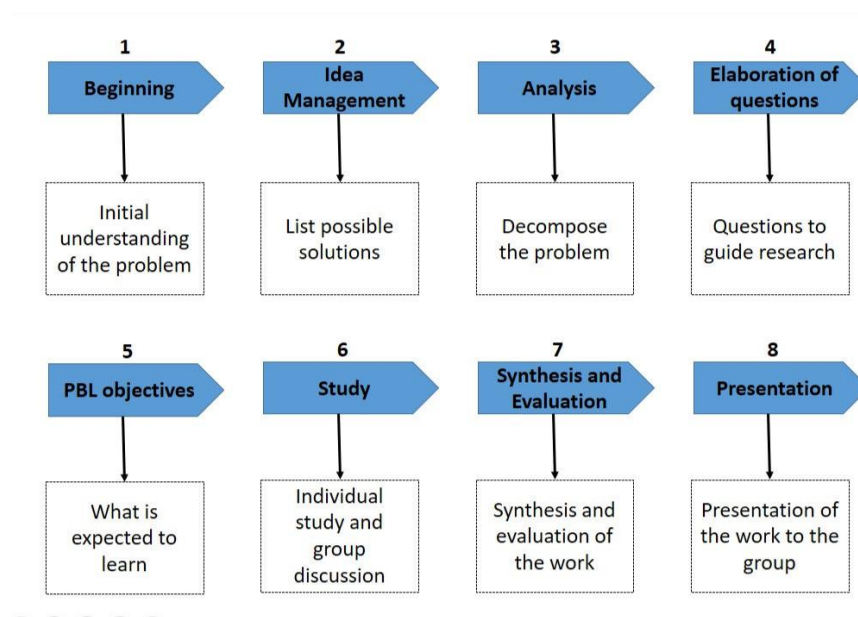 1
Beginning
Initial
understanding
of the problem
2
Idea
Management
List possible
solutions
3
Analysis
Decompose
the problem
4
Elaboration of
questions
Questions to
guide research
5
PBL objectives
What is
expected to
learn
6
Study
Individual
study and
group
discussion
7
Synthesis and
Evaluation
Synthesis and
evaluation of
the work
8
Presentation
Presentation of
the work to the
group